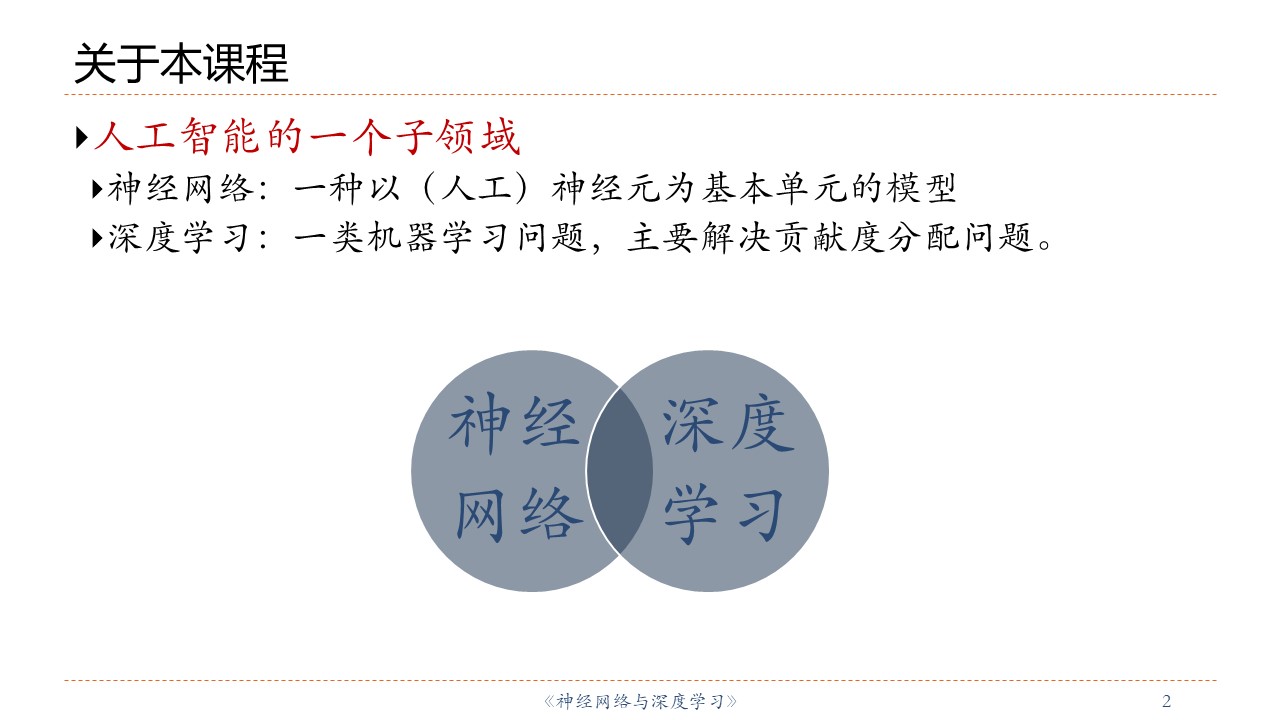 关于本课程
人工智能的一个子领域
神经网络：一种以（人工）神经元为基本单元的模型
深度学习：一类机器学习问题，主要解决贡献度分配问题。
神经
网络
深度
学习
《神经网络与深度学习》
2